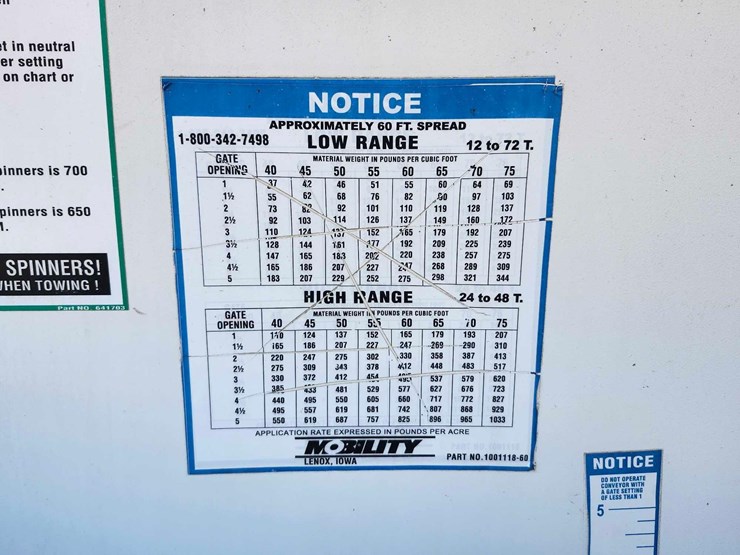 et in neutral
er setting
on chart or
inners is 700
pinners is 650
SPINNERS!
WHEN TOWING !
Part NO. 641783
NOTICE
APPROXIMATELY 60 FT. SPREAD
1-800-342-7498 LOW RANGE 12 to 72 T.
GATE OPENING MATERIAL WEIGHT IN POUNDS PER CUBIC FOOT
40 45 50 55 60 65 70 75
1 37 42 46 51 55 60 64 69
1½ 55 62 68 76 82 90 97 103
2 73 82 92 101 110 119 128 137
2½ 92 103 114 126 137 149 160 172
3 110 124 137 152 165 179 192 207
3½ 128 144 161 177 192 209 225 239
4 147 165 183 202 220 238 257 275
4½ 165 186 207 227 247 268 289 309
5 183 207 229 252 275 298 321 344
HIGH RANGE 24 to 48 T.
GATE OPENING MATERIAL WEIGHT IN POUNDS PER CUBIC FOOT
40 45 50 55 60 65 70 75
1 110 124 137 152 165 179 193 207
1½ 165 186 207 227 247 269 290 310
2 220 247 275 302 330 358 387 413
2½ 275 309 343 378 412 448 483 517
3 330 372 412 454 495 537 579 620
3½ 385 433 481 529 577 627 676 723
4 440 495 550 605 660 717 772 827
4½ 495 557 619 681 742 807 868 929
5 550 619 687 757 825 896 965 1033
APPLICATION RATE EXPRESSED IN POUNDS PER ACRE
MOBILITY
LENOX, IOWA PART NO.1001118-60
NOTICE
DO NOT OPERATE
CONVEYOR WITH
A GATE SETTING
OF LESS THAN 1
5